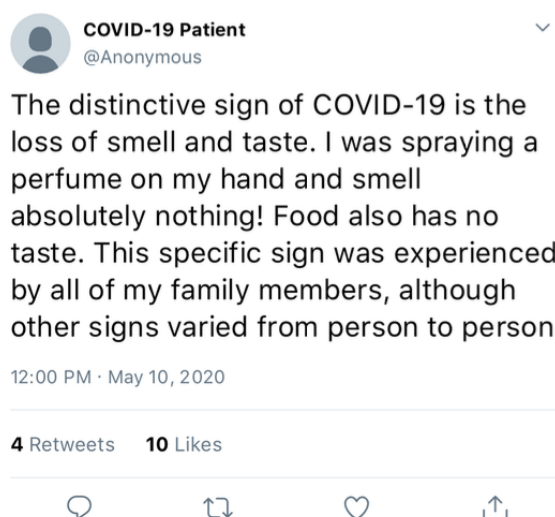 COVID-19 Patient
@Anonymous
The distinctive sign of COVID-19 is the
loss of smell and taste. I was spraying a
perfume on my hand and smell
absolutely nothing! Food also has no
taste. This specific sign was experienced
by all of my family members, although
other signs varied from person to person
12:00 PM · May 10, 2020
4 Retweets 10 Likes